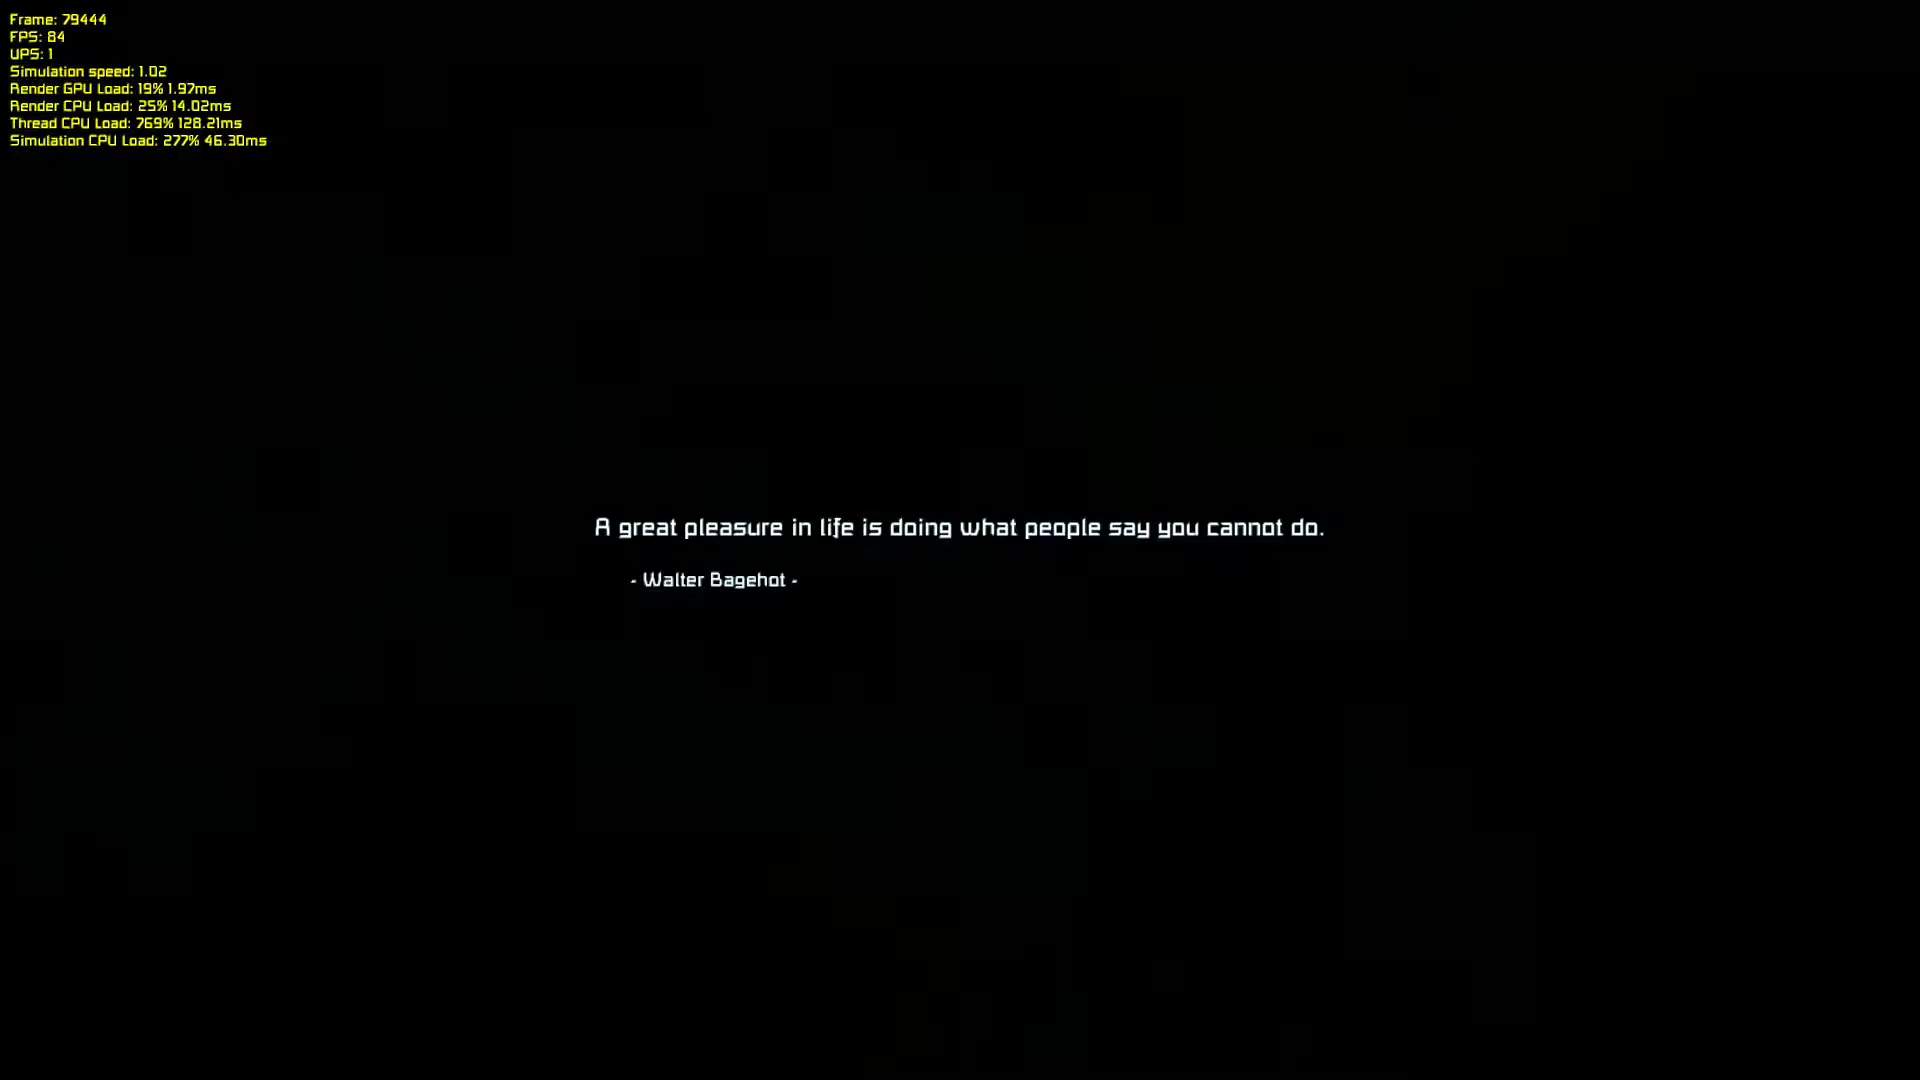 Frame: 79444
FPS: 84
UPS: 1
Simulation speed: 1.02
Render GPU Load: 19% 1.97ms
Render CPU Load: 25% 14.02ms
Thread CPU Load: 769% 128.21ms
Simulation CPU Load: 277% 46.30ms
A great pleasure in life is doing what people say you cannot do.
- Walter Bagehot -